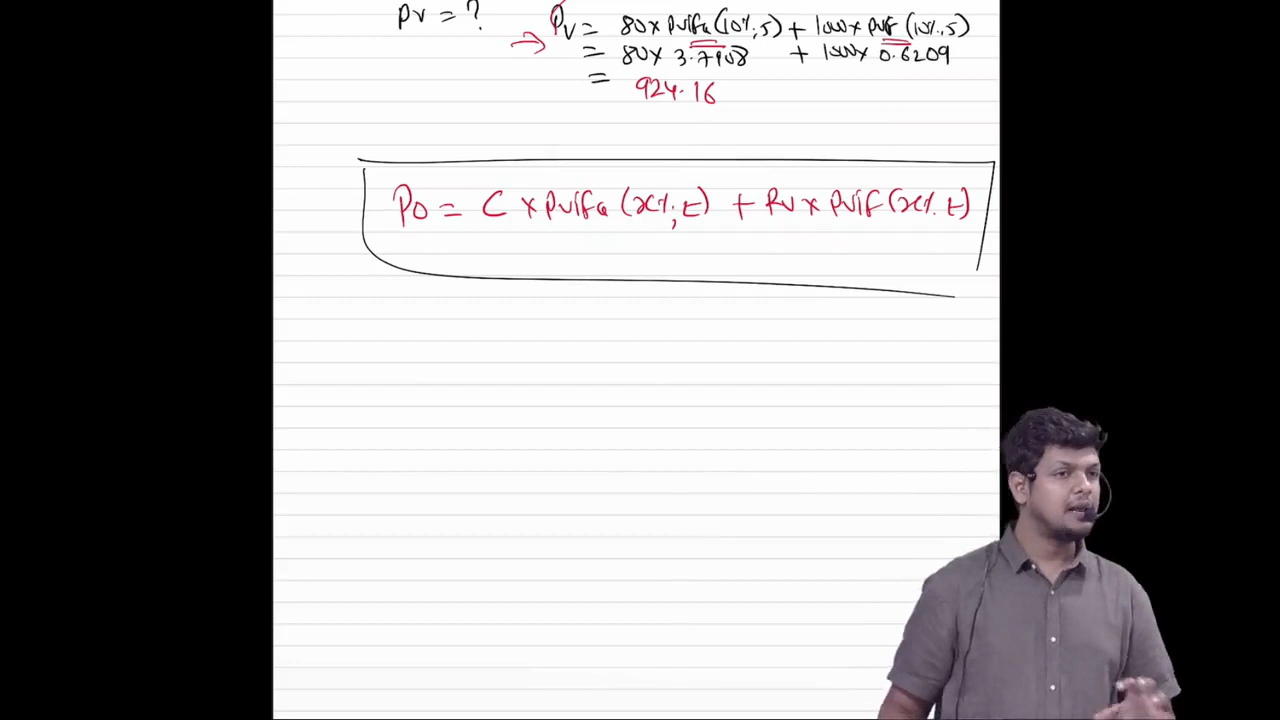 PV = ?
PV = 80 x Pvifa (10%, 5) + 1000 x Pvif (10%, 5)
= 80 x 3.7908 + 1000 x 0.6209
= 924.16
P0 = C x Pvifa (x%, t) + RV x Pvif (x%. t)